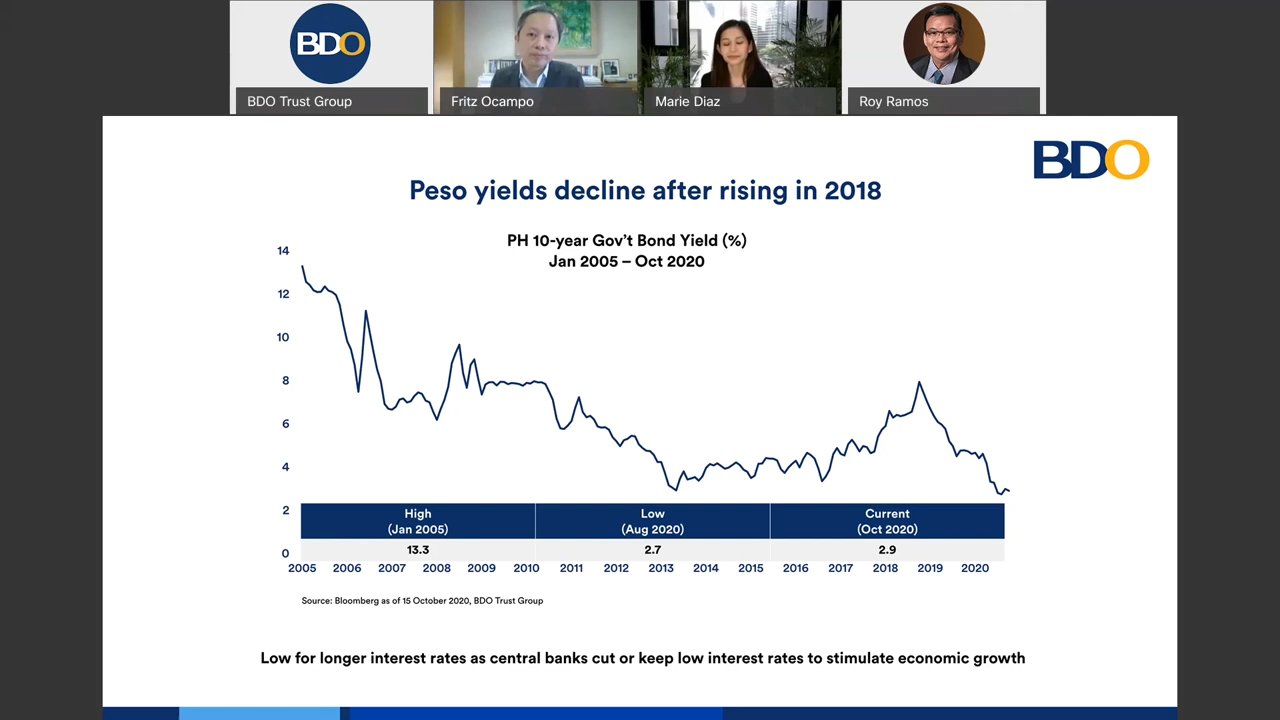 BDO
BDO Trust Group
Fritz Ocampo
Marie Diaz
Roy Ramos
BDO
Peso yields decline after rising in 2018
PH 10-year Gov't Bond Yield (%)
Jan 2005 – Oct 2020
14
12
10
8
6
4
2
0
High Low Current
(Jan 2005) (Aug 2020) (Oct 2020)
13.3 2.7 2.9
2005 2006 2007 2008 2009 2010 2011 2012 2013 2014 2015 2016 2017 2018 2019 2020
Source: Bloomberg as of 15 October 2020, BDO Trust Group
Low for longer interest rates as central banks cut or keep low interest rates to stimulate economic growth